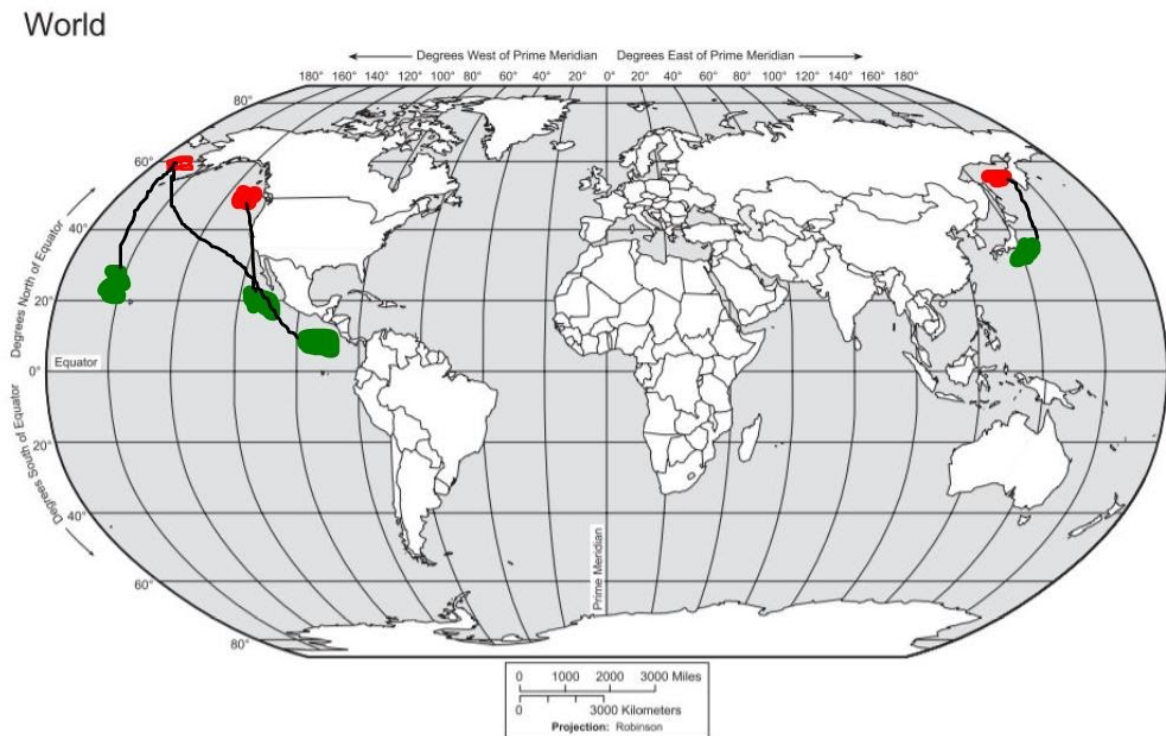 World
Degrees West of Prime Meridian Degrees East of Prime Meridian
180° 160° 140° 120° 100° 80° 60° 40° 20° 0° 20° 40° 60° 80° 100° 120° 140° 160° 180°
80°
60°
40°
20°
0°
20°
40°
60°
80°
Degrees North of Equator
Equator
Degrees South of Equator
Prime Meridian
0 1000 2000 3000 Miles
0 3000 Kilometers
Projection: Robinson